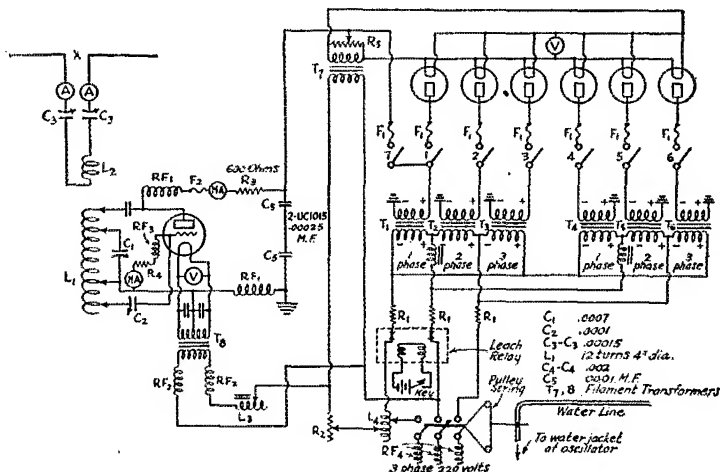 X
A A
C3 C3
L2
RF1 F2 MA R3
600 Ohms
C5
2-UC1015
.00025
M.F.
C5
RF3
C1
L1
R4
MA
V
RF1
C2
T8
RF2 RF2
L3
R2
R5
T7
V
F1 F1 F1 F1 F1 F1 F1
7 1 2 3 4 5 6
T1 T2 T3 T4 T5 T6
1 phase 2 phase 3 phase 1 phase 2 phase 3 phase
R1 R1 R1
Leach
Relay
Key
Pulley
String
L4
RF4
3 phase 220 volts
C1 .0007
C2 .0001
C3-C3 .00015
L1 12 turns 4" dia.
C4-C4 .002
C5 .0001 M.F.
T7, 8 Filament Transformers
Water Line
To water jacket
of oscillator